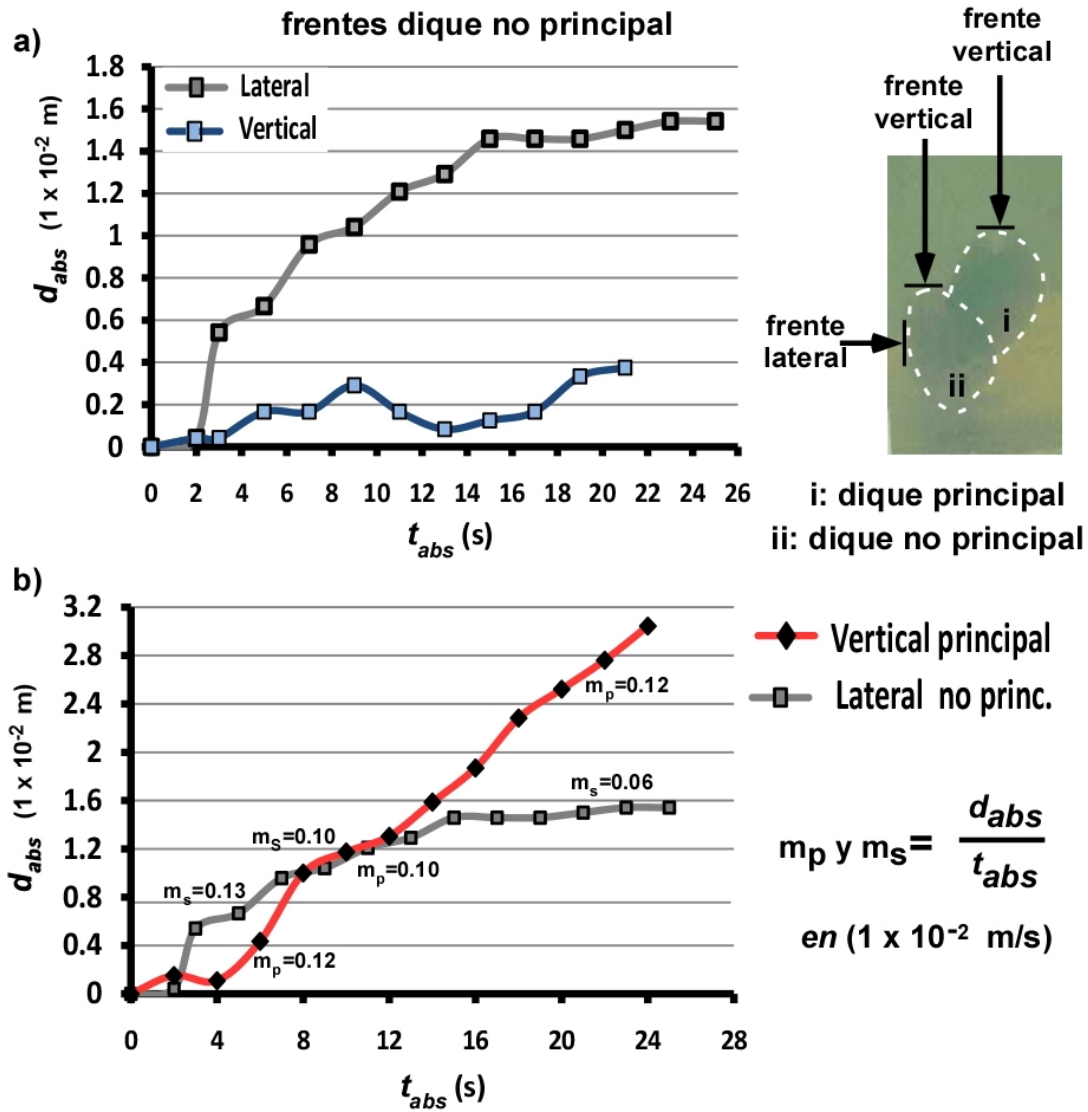 a)
frentes dique no principal
1.8
1.6
1.4
1.2
1
0.8
0.6
0.4
0.2
0
d_abs (1 x 10⁻² m)
Lateral
Vertical
0 2 4 6 8 10 12 14 16 18 20 22 24 26
t_abs (s)
frente
vertical
frente
vertical
frente
lateral
i
ii
i: dique principal
ii: dique no principal
b)
3.2
2.8
2.4
2
1.6
1.2
0.8
0.4
0
d_abs (1 x 10⁻² m)
m_p=0.12
m_s=0.06
m_S=0.10
m_p=0.10
m_s=0.13
m_p=0.12
0 4 8 12 16 20 24 28
t_abs (s)
Vertical principal
Lateral no princ.
m_p y m_s= d_abs / t_abs
en (1 x 10⁻² m/s)